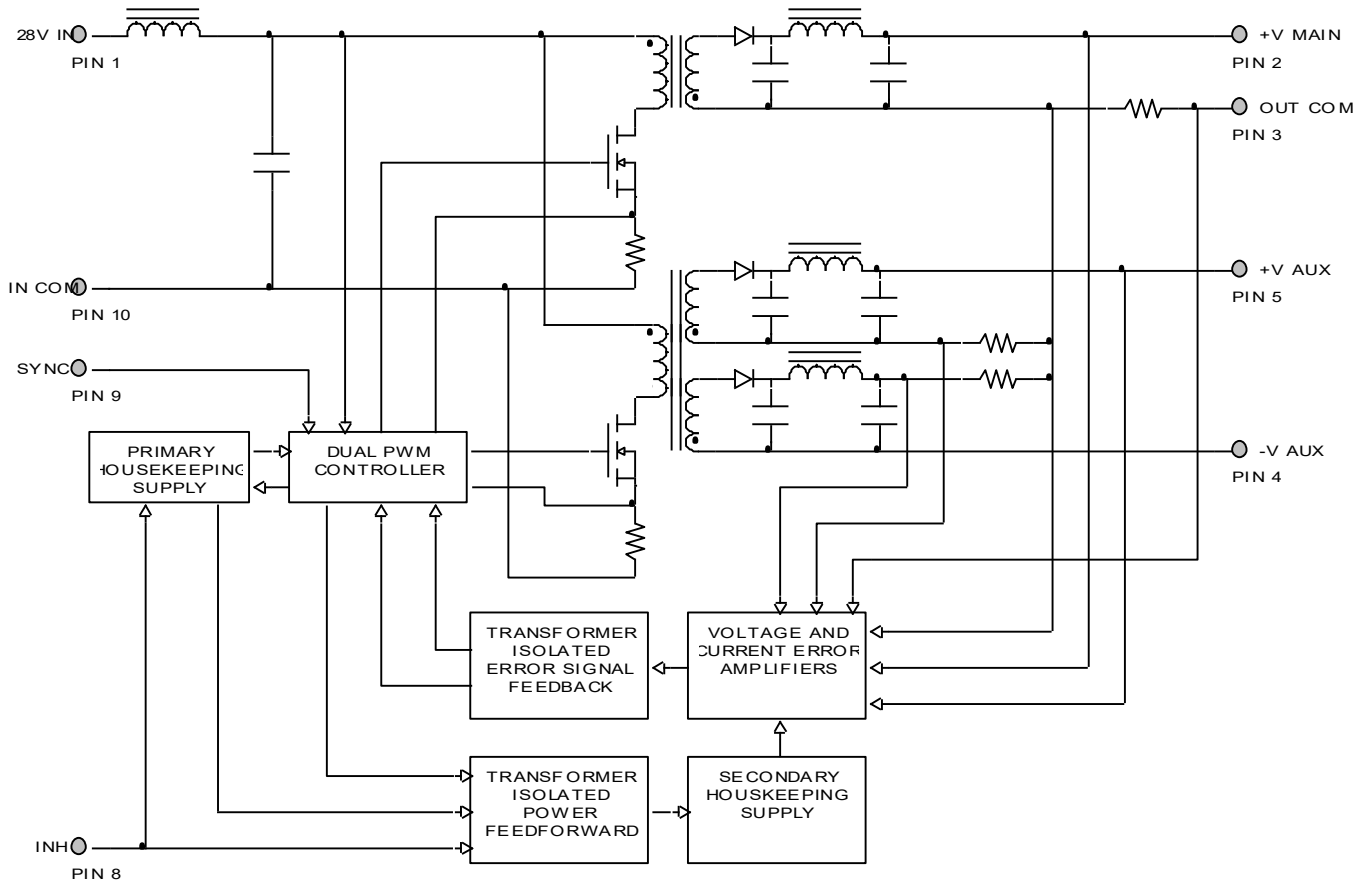 28V IN
PIN 1
+V MAIN
PIN 2
OUT COM
PIN 3
IN COM
PIN 10
+V AUX
PIN 5
SYNC
PIN 9
-V AUX
PIN 4
PRIMARY
HOUSEKEEPING
SUPPLY
DUAL PWM
CONTROLLER
TRANSFORMER
ISOLATED
ERROR SIGNAL
FEEDBACK
VOLTAGE AND
CURRENT ERROR
AMPLIFIERS
TRANSFORMER
ISOLATED
POWER
FEEDFORWARD
SECONDARY
HOUSKEEPING
SUPPLY
INH
PIN 8